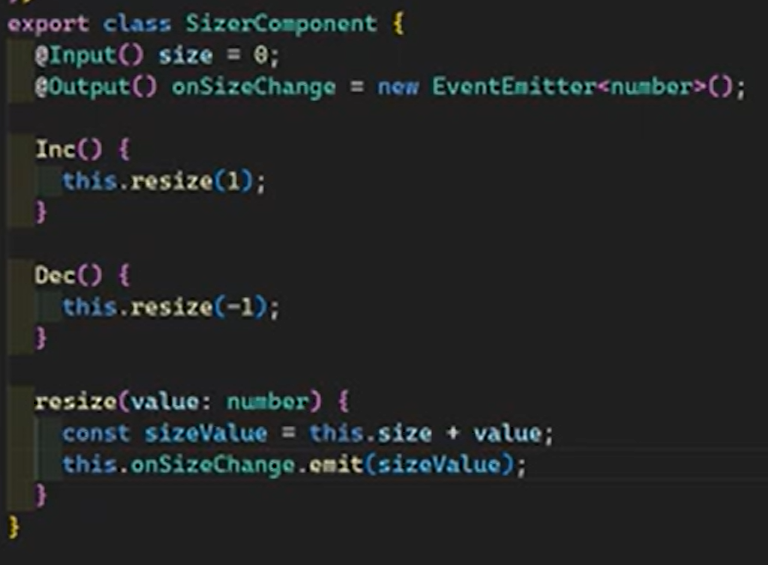 export class SizerComponent {
@Input() size = 0;
@Output() onSizeChange = new EventEmitter<number>();
Inc() {
this.resize(1);
}
Dec() {
this.resize(-1);
}
resize(value: number) {
const sizeValue = this.size + value;
this.onSizeChange.emit(sizeValue);
}
}